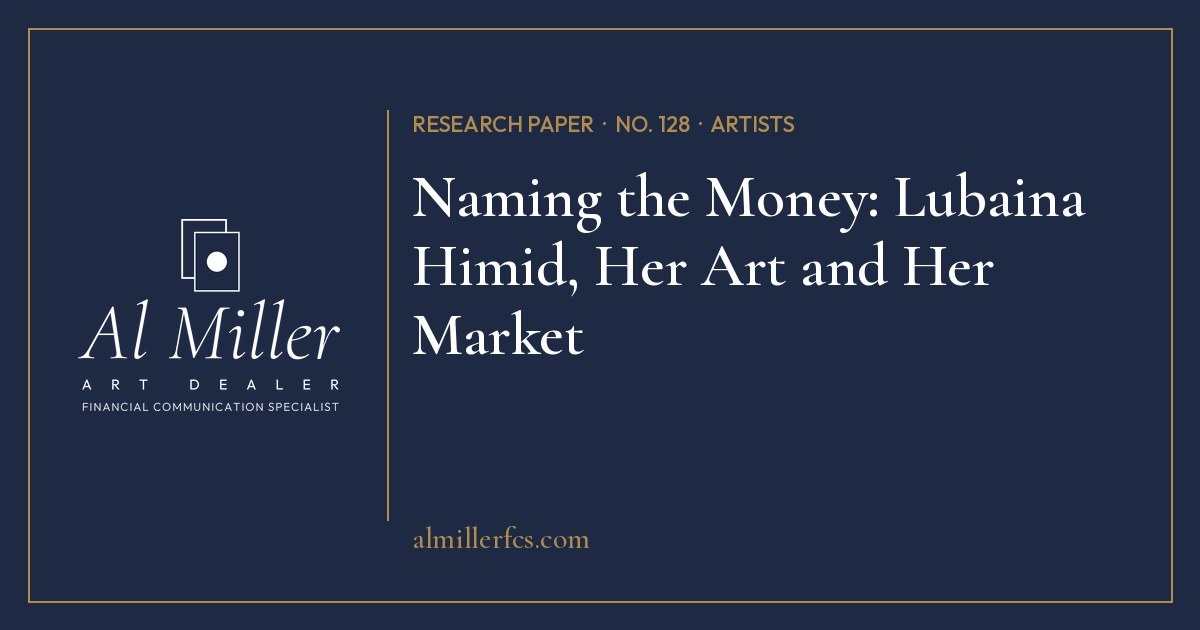 RESEARCH PAPER · NO. 128 · ARTISTS
Naming the Money: Lubaina
Himid, Her Art and Her
Market
Al Miller
ART DEALER
FINANCIAL COMMUNICATION SPECIALIST
almillerfcs.com